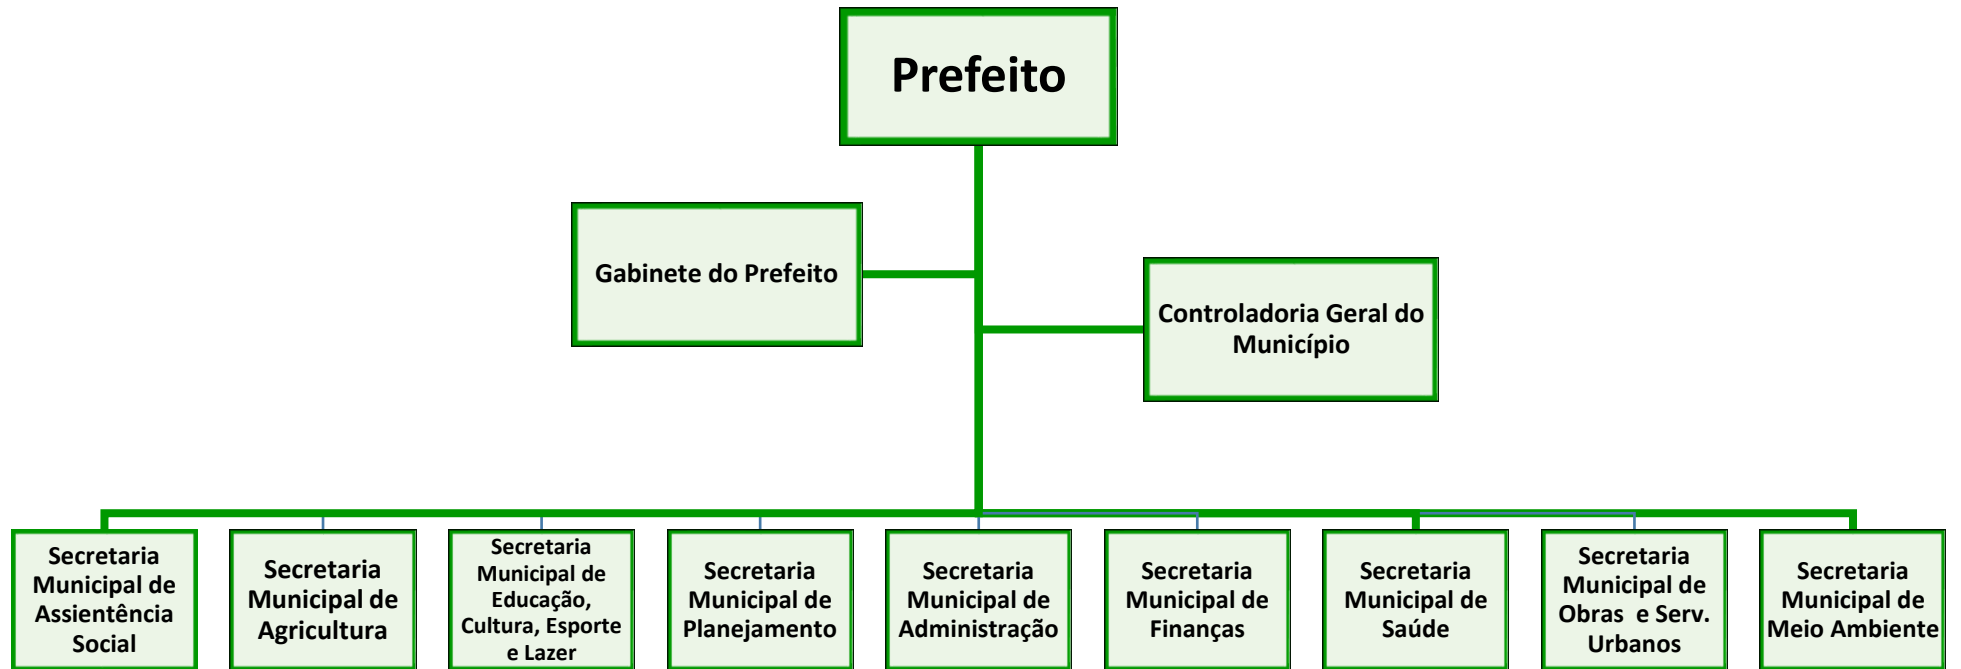 Prefeito
Gabinete do Prefeito
Controladoria Geral do
Município
Secretaria
Municipal de
Assientência
Social
Secretaria
Municipal de
Agricultura
Secretaria
Municipal de
Educação,
Cultura, Esporte
e Lazer
Secretaria
Municipal de
Planejamento
Secretaria
Municipal de
Administração
Secretaria
Municipal de
Finanças
Secretaria
Municipal de
Saúde
Secretaria
Municipal de
Obras e Serv.
Urbanos
Secretaria
Municipal de
Meio Ambiente